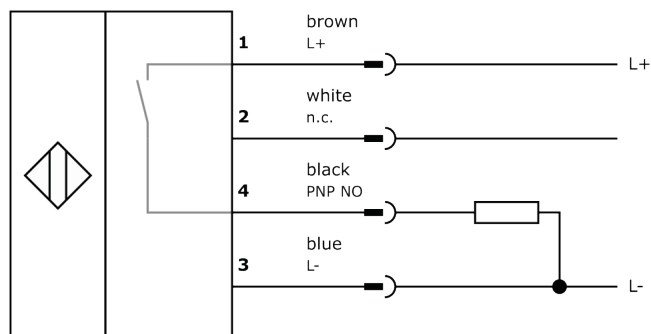 brown
1
L+
L+
white
2
n.c.
black
4
PNP NO
blue
3
L-
L-